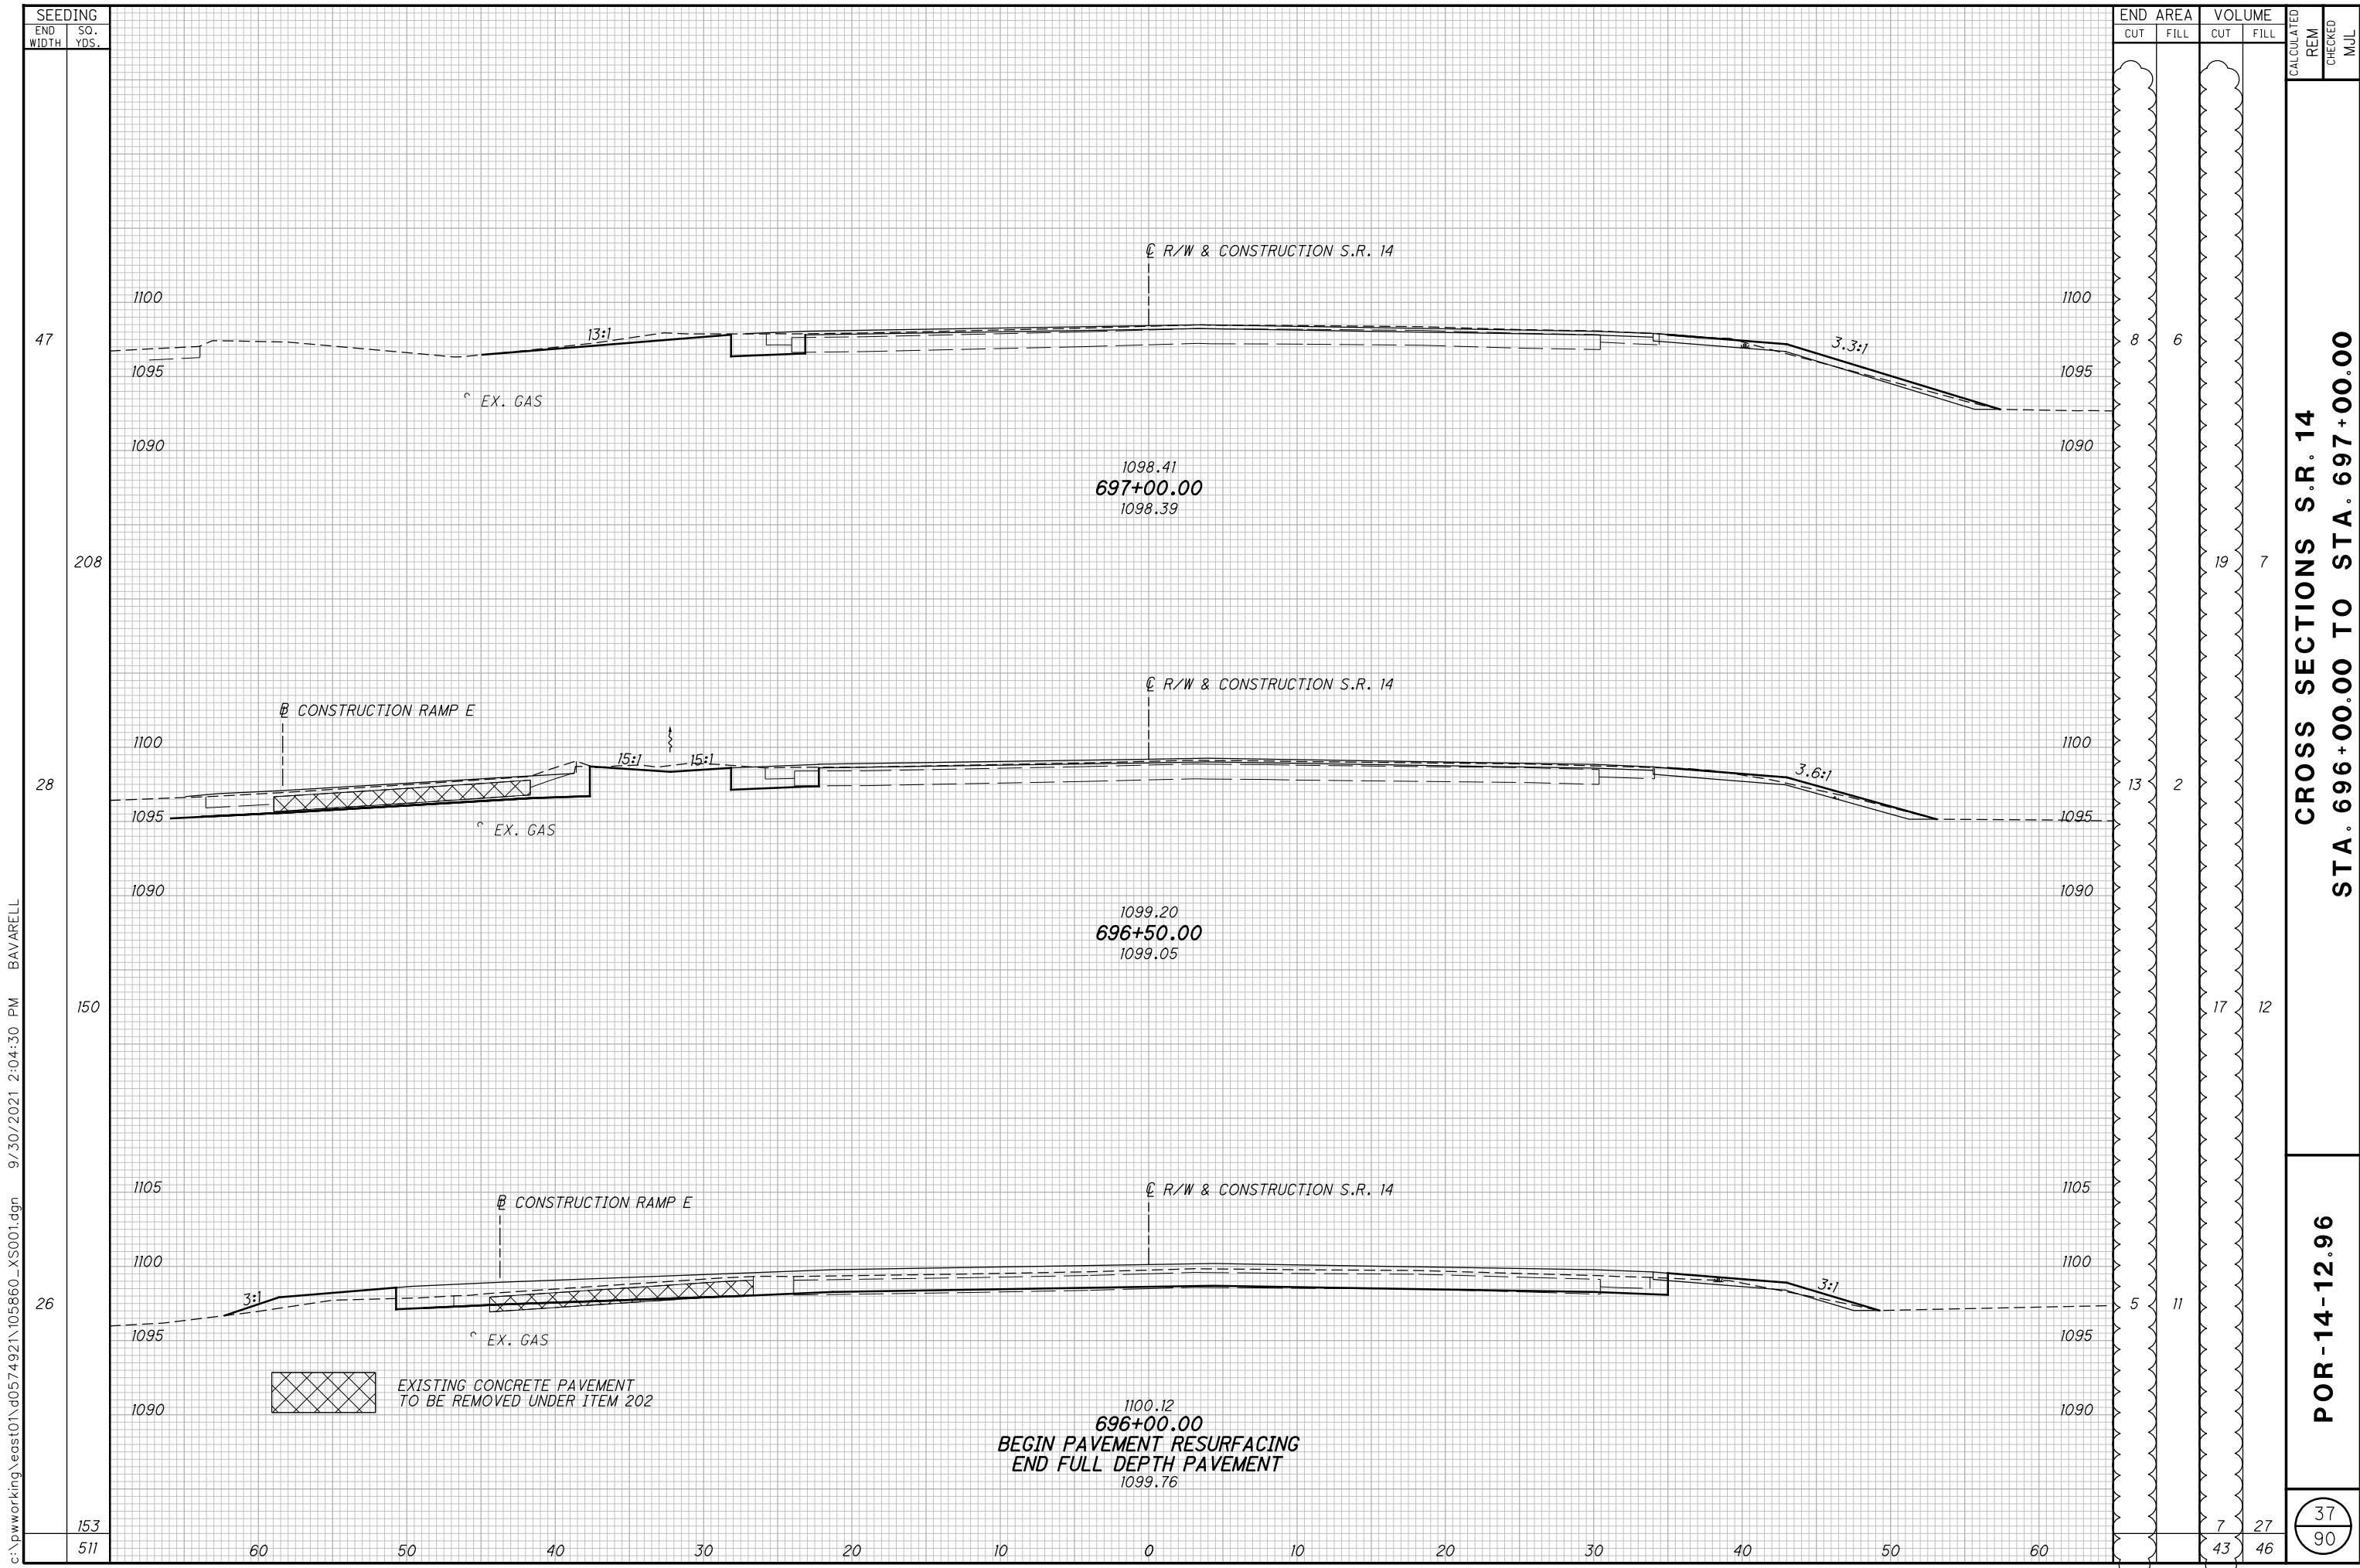 SEEDING
END WIDTH
SQ. YDS.
END AREA
VOLUME
CUT
FILL
CUT
FILL
CALCULATED
REM
CHECKED
MJL
℄ R/W & CONSTRUCTION S.R. 14
1100
1100
47
13:1
3.3:1
8
6
1095
1095
EX. GAS
1090
1090
1098.41
697+00.00
1098.39
208
19
7
℄ R/W & CONSTRUCTION S.R. 14
B CONSTRUCTION RAMP E
1100
1100
15:1
15:1
3.6:1
28
13
2
1095
1095
EX. GAS
1090
1090
1099.20
696+50.00
1099.05
150
17
12
1105
1105
B CONSTRUCTION RAMP E
℄ R/W & CONSTRUCTION S.R. 14
1100
1100
26
3:1
3:1
5
11
1095
1095
EX. GAS
EXISTING CONCRETE PAVEMENT
TO BE REMOVED UNDER ITEM 202
1090
1090
1100.12
696+00.00
BEGIN PAVEMENT RESURFACING
END FULL DEPTH PAVEMENT
1099.76
153
7
27
511
60 50 40 30 20 10 0 10 20 30 40 50 60
43
46
CROSS SECTIONS S.R. 14
STA. 696+00.00 TO STA. 697+00.00
POR-14-12.96
37
90
c:\pwworking\east01\d0574921\105860_XS001.dgn 9/30/2021 2:04:30 PM BAVARELL